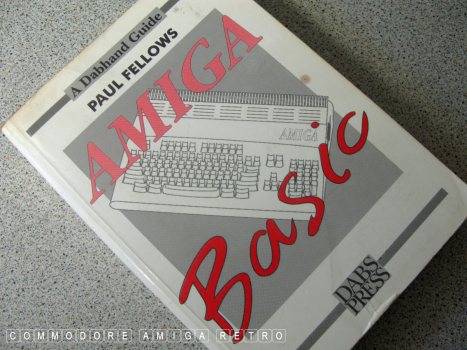 A Dabhand Guide
PAUL FELLOWS
AMIGA
AMIGA
Basic
DABS
PRESS
COMMODORE AMIGA RETRO